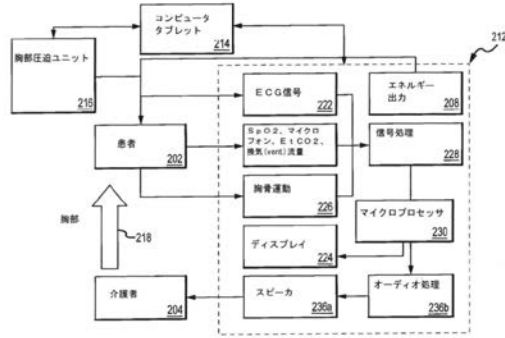 コンピュータ
タブレット
214
212
胸部圧迫ユニット
216
ECG信号
222
エネルギー
出力
208
患者
202
SpO2、マイクロ
フォン、EtCO2、
換気(vent)流量
信号処理
228
胸骨運動
226
胸部
218
マイクロプロセッサ
230
ディスプレイ
224
介護者
204
スピーカ
236a
オーディオ処理
236b